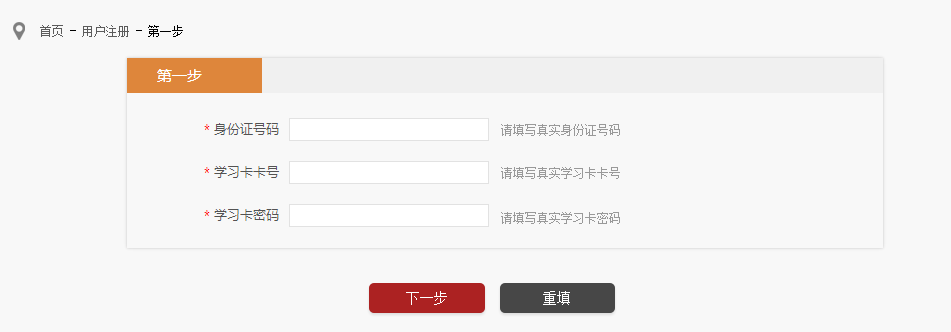 首页 - 用户注册 - 第一步
第一步
* 身份证号码 请填写真实身份证号码
* 学习卡卡号 请填写真实学习卡卡号
* 学习卡密码 请填写真实学习卡密码
下一步 重填